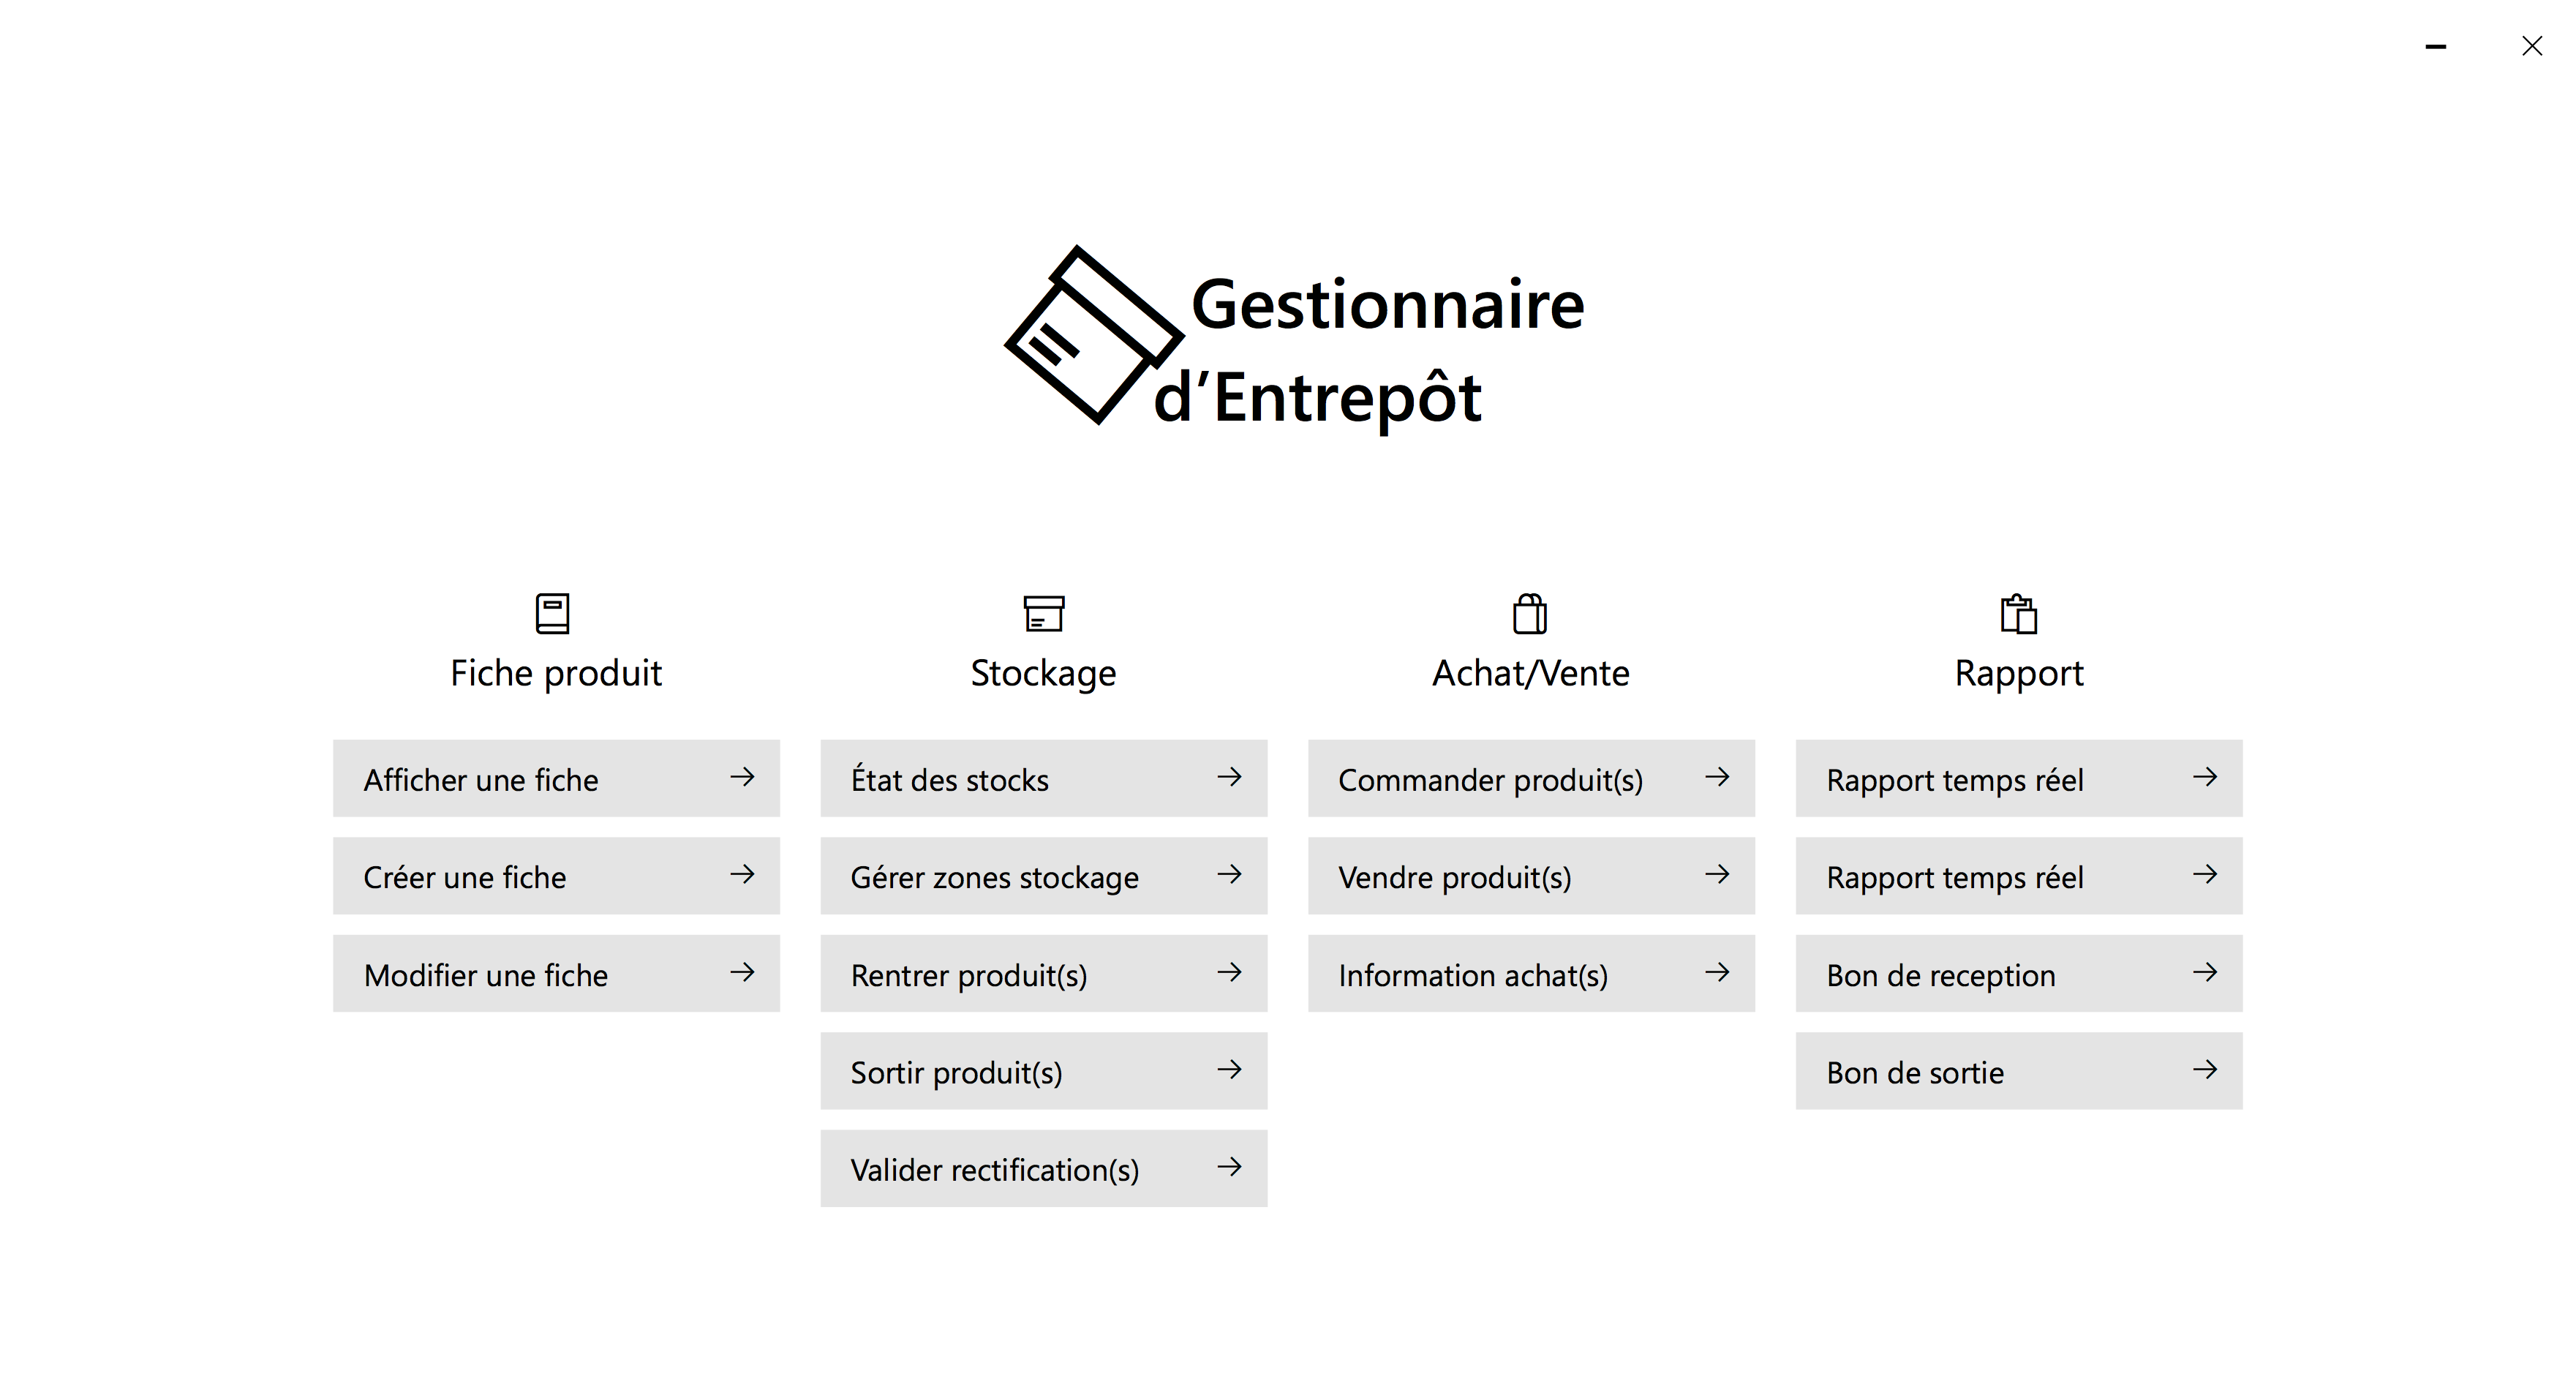 Gestionnaire
d’Entrepôt
Fiche produit
Afficher une fiche
Créer une fiche
Modifier une fiche
Stockage
État des stocks
Gérer zones stockage
Rentrer produit(s)
Sortir produit(s)
Valider rectification(s)
Achat/Vente
Commander produit(s)
Vendre produit(s)
Information achat(s)
Rapport
Rapport temps réel
Rapport temps réel
Bon de reception
Bon de sortie